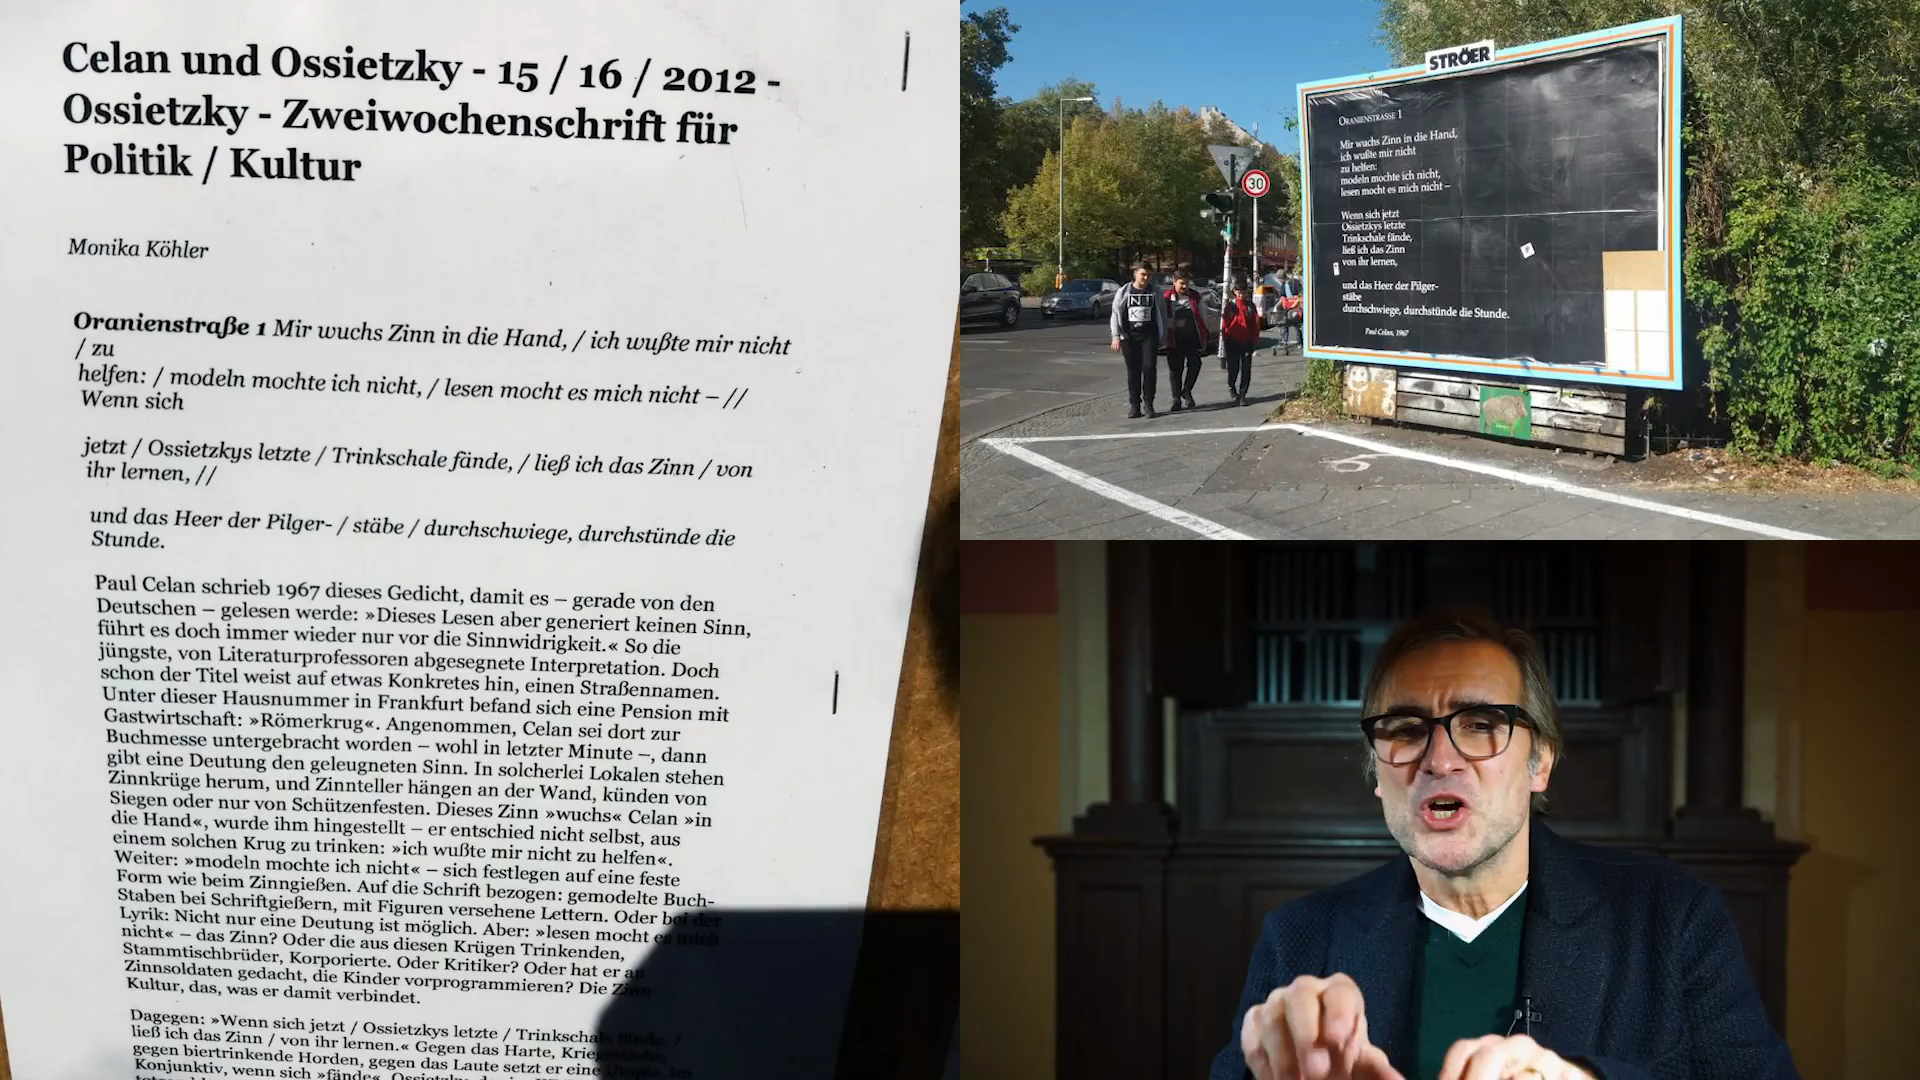 Celan und Ossietzky - 15 / 16 / 2012 -
Ossietzky - Zweiwochenschrift für
Politik / Kultur
Monika Köhler
Oranienstraße 1 Mir wuchs Zinn in die Hand, / ich wußte mir nicht
/ zu
helfen: / modeln mochte ich nicht, / lesen mocht es mich nicht – //
Wenn sich
jetzt / Ossietzkys letzte / Trinkschale fände, / ließ ich das Zinn / von
ihr lernen, //
und das Heer der Pilger- / stäbe / durchschwiege, durchstünde die
Stunde.
Paul Celan schrieb 1967 dieses Gedicht, damit es – gerade von den
Deutschen – gelesen werde: »Dieses Lesen aber generiert keinen Sinn,
führt es doch immer wieder nur vor die Sinnwidrigkeit.« So die
jüngste, von Literaturprofessoren abgesegnete Interpretation. Doch
schon der Titel weist auf etwas Konkretes hin, einen Straßennamen.
Unter dieser Hausnummer in Frankfurt befand sich eine Pension mit
Gastwirtschaft: »Römerkrug«. Angenommen, Celan sei dort zur
Buchmesse untergebracht worden – wohl in letzter Minute –, dann
gibt eine Deutung den geleugneten Sinn. In solcherlei Lokalen stehen
Zinnkrüge herum, und Zinnteller hängen an der Wand, künden von
Siegen oder nur von Schützenfesten. Dieses Zinn »wuchs« Celan »in
die Hand«, wurde ihm hingestellt – er entschied nicht selbst, aus
einem solchen Krug zu trinken: »ich wußte mir nicht zu helfen«.
Weiter: »modeln mochte ich nicht« – sich festlegen auf eine feste
Form wie beim Zinngießen. Auf die Schrift bezogen: gemodelte Buch-
Staben bei Schriftgießern, mit Figuren versehene Lettern. Oder bei der
Lyrik: Nicht nur eine Deutung ist möglich. Aber: »lesen mocht es mich
nicht« – das Zinn? Oder die aus diesen Krügen Trinkenden,
Stammtischbrüder, Korporierte. Oder Kritiker? Oder hat er an
Zinnsoldaten gedacht, die Kinder vorprogrammieren? Die Zinn
Kultur, das, was er damit verbindet.
Dagegen: »Wenn sich jetzt / Ossietzkys letzte / Trinkschale fände, /
ließ ich das Zinn / von ihr lernen.« Gegen das Harte,
gegen biertrinkende Horden, gegen das Laute setzt er eine
Konjunktiv, wenn sich »fände«
STRÖER
ORANIENSTRASSE 1
Mir wuchs Zinn in die Hand,
ich wußte mir nicht
zu helfen:
modeln mochte ich nicht,
lesen mocht es mich nicht –
Wenn sich jetzt
Ossietzkys letzte
Trinkschale fände,
ließ ich das Zinn
von ihr lernen,
und das Heer der Pilger-
stäbe
durchschwiege, durchstünde die Stunde.
Paul Celan, 1967
30
NI
KE